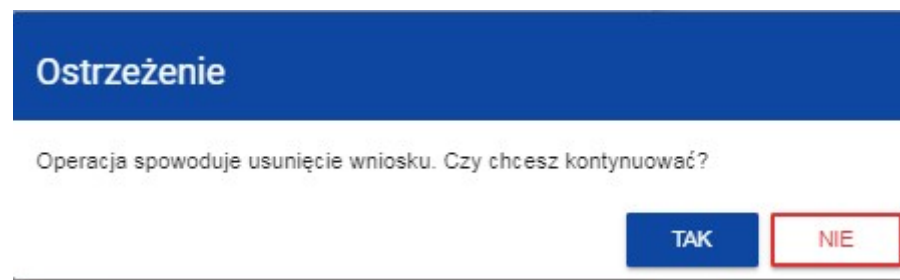 Ostrzeżenie
Operacja spowoduje usunięcie wniosku. Czy chcesz kontynuować?
TAK NIE